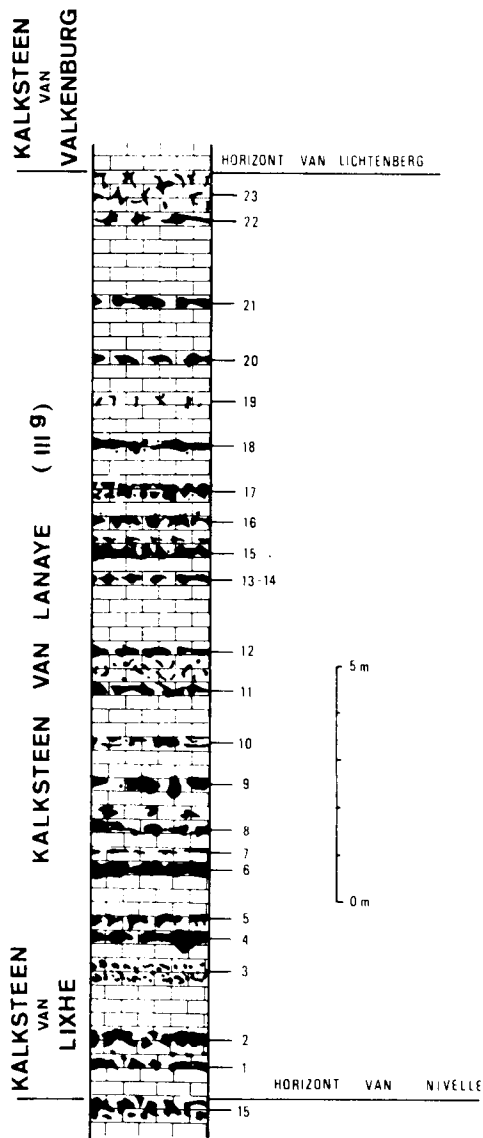 KALKSTEEN
VAN
VALKENBURG
HORIZONT VAN LICHTENBERG
23
22
21
20
19
18
17
16
15
13-14
12
11
10
9
8
7
6
5
4
3
2
1
KALKSTEEN VAN LANAYE (III g)
5 m
0 m
KALKSTEEN
VAN
LIXHE
HORIZONT VAN NIVELLE
15